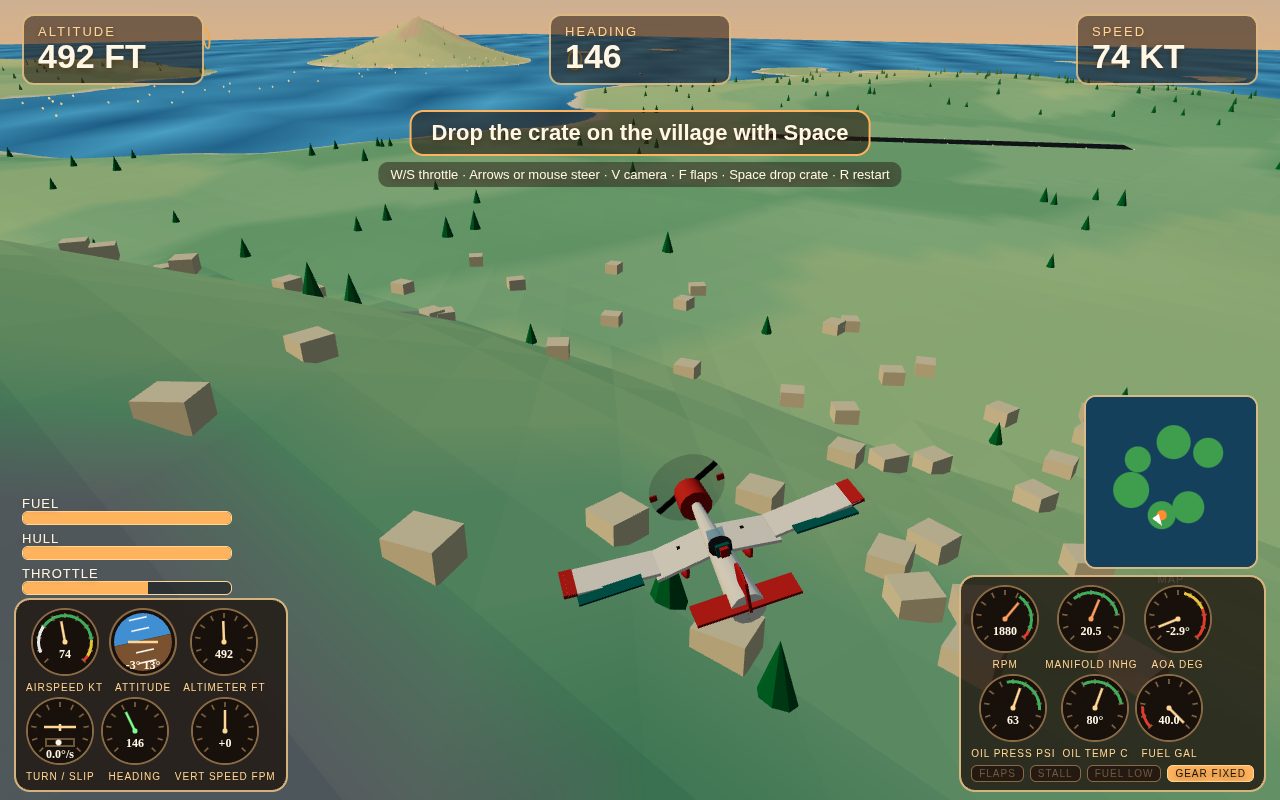 ALTITUDE
492 FT
HEADING
146
SPEED
74 KT
Drop the crate on the village with Space
W/S throttle · Arrows or mouse steer · V camera · F flaps · Space drop crate · R restart
FUEL
HULL
THROTTLE
74
-3° 13°
492
AIRSPEED KT
ATTITUDE
ALTIMETER FT
0.0°/s
146
+0
TURN / SLIP
HEADING
VERT SPEED FPM
MAP
1880
20.5
-2.9°
RPM
MANIFOLD INHG
AOA DEG
63
80°
40.0
OIL PRESS PSI
OIL TEMP C
FUEL GAL
FLAPS
STALL
FUEL LOW
GEAR FIXED